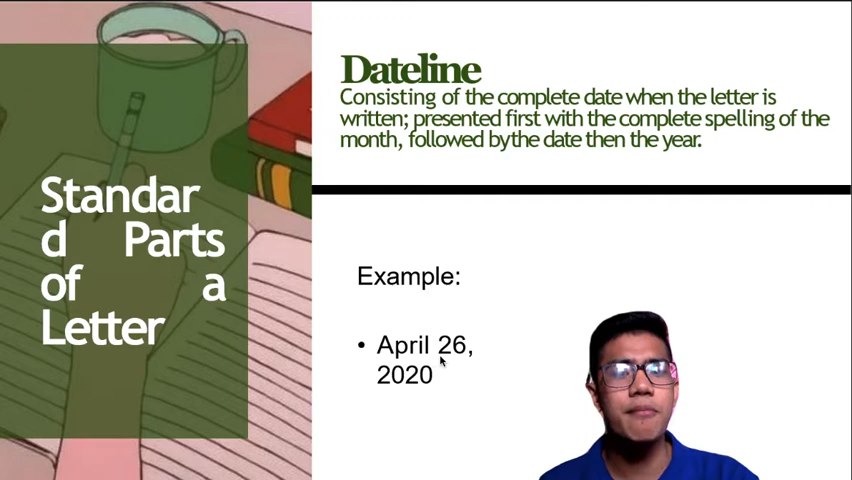 Standar
d Parts
of a
Letter
Dateline
Consisting of the complete date when the letter is
written; presented first with the complete spelling of the
month, followed bythe date then the year.
Example:
• April 26,
2020